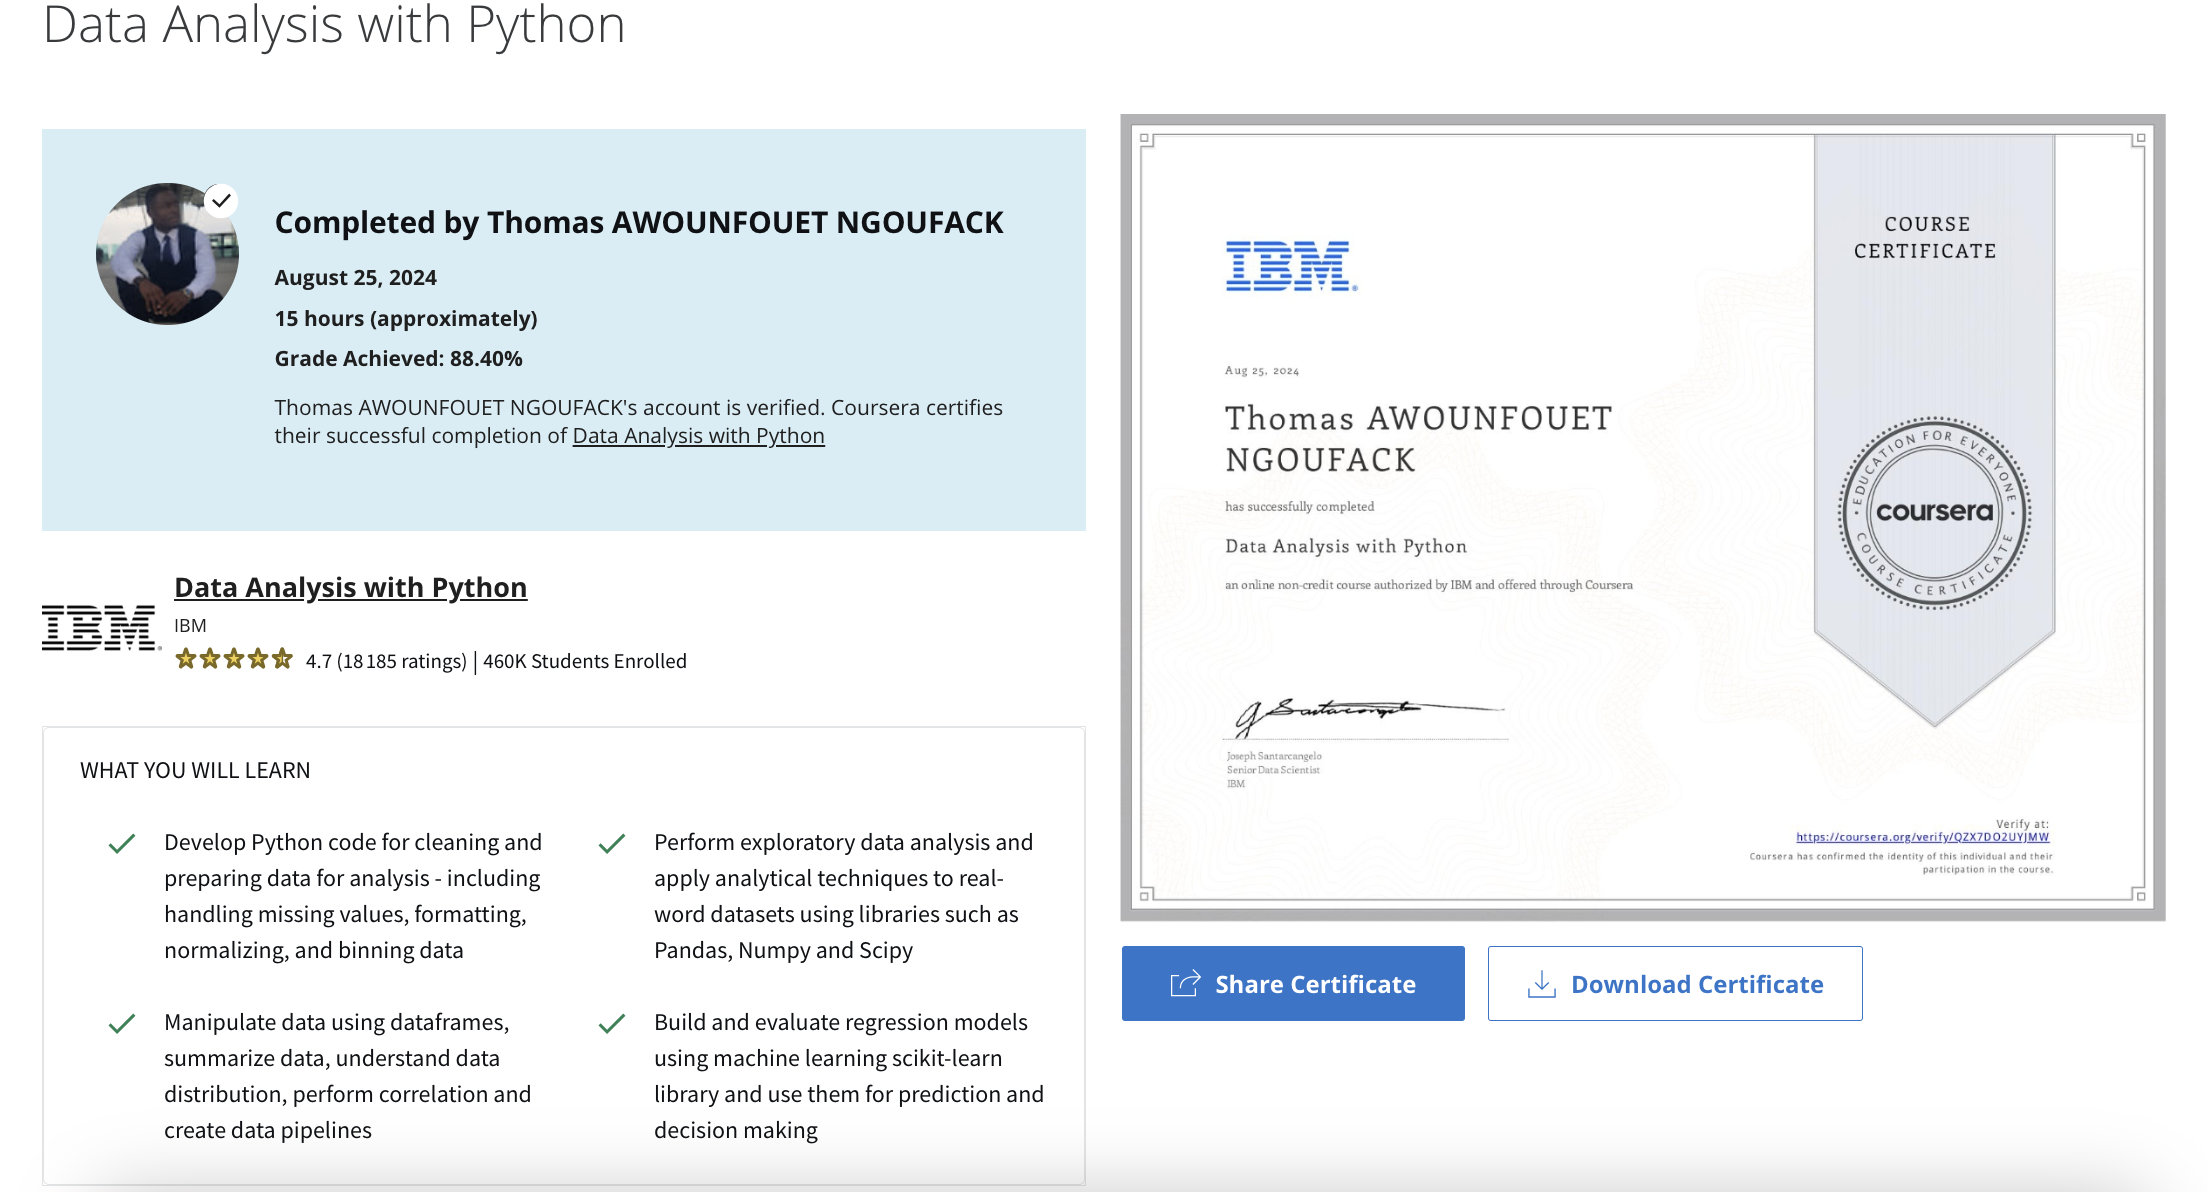 Data Analysis with Python
Completed by Thomas AWOUNFOUET NGOUFACK
August 25, 2024
15 hours (approximately)
Grade Achieved: 88.40%
Thomas AWOUNFOUET NGOUFACK's account is verified. Coursera certifies
their successful completion of Data Analysis with Python
IBM
Data Analysis with Python
IBM
4.7 (18 185 ratings) | 460K Students Enrolled
WHAT YOU WILL LEARN
Develop Python code for cleaning and
preparing data for analysis - including
handling missing values, formatting,
normalizing, and binning data
Perform exploratory data analysis and
apply analytical techniques to real-
word datasets using libraries such as
Pandas, Numpy and Scipy
Manipulate data using dataframes,
summarize data, understand data
distribution, perform correlation and
create data pipelines
Build and evaluate regression models
using machine learning scikit-learn
library and use them for prediction and
decision making
IBM
Aug 25, 2024
Thomas AWOUNFOUET
NGOUFACK
has successfully completed
Data Analysis with Python
an online non-credit course authorized by IBM and offered through Coursera
Joseph Santarcangelo
Senior Data Scientist
IBM
COURSE
CERTIFICATE
EDUCATION FOR EVERYONE
coursera
COURSE CERTIFICATE
Verify at:
https://coursera.org/verify/QZX7DO2UYJMW
Coursera has confirmed the identity of this individual and their
participation in the course.
Share Certificate
Download Certificate